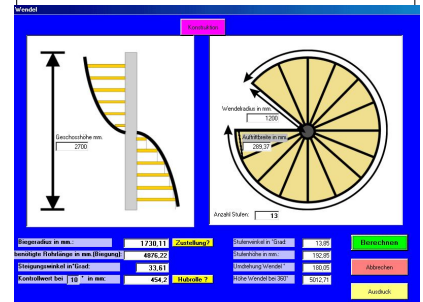 Wendel
Konstruktion
Geschosshöhe mm.
2700
Wendelradius in mm.
1200
Auftrittbreite in mm.
289,37
Anzahl Stufen:
13
Biegeradius in mm.:
1730,11
Zustellung?
benötigte Rohrlänge in mm.(Biegung):
4876,22
Steigungswinkel in°Grad:
33,61
Kontrollwert bei 10 ° in mm:
454,2
Hubrolle ?
Stufenwinkel in °Grad
13,85
Stufenhöhe in mm:
192,85
Umdrehung Wendel °
180,05
Höhe Wendel bei 360°
5012,71
Berechnen
Abbrechen
Ausdruck